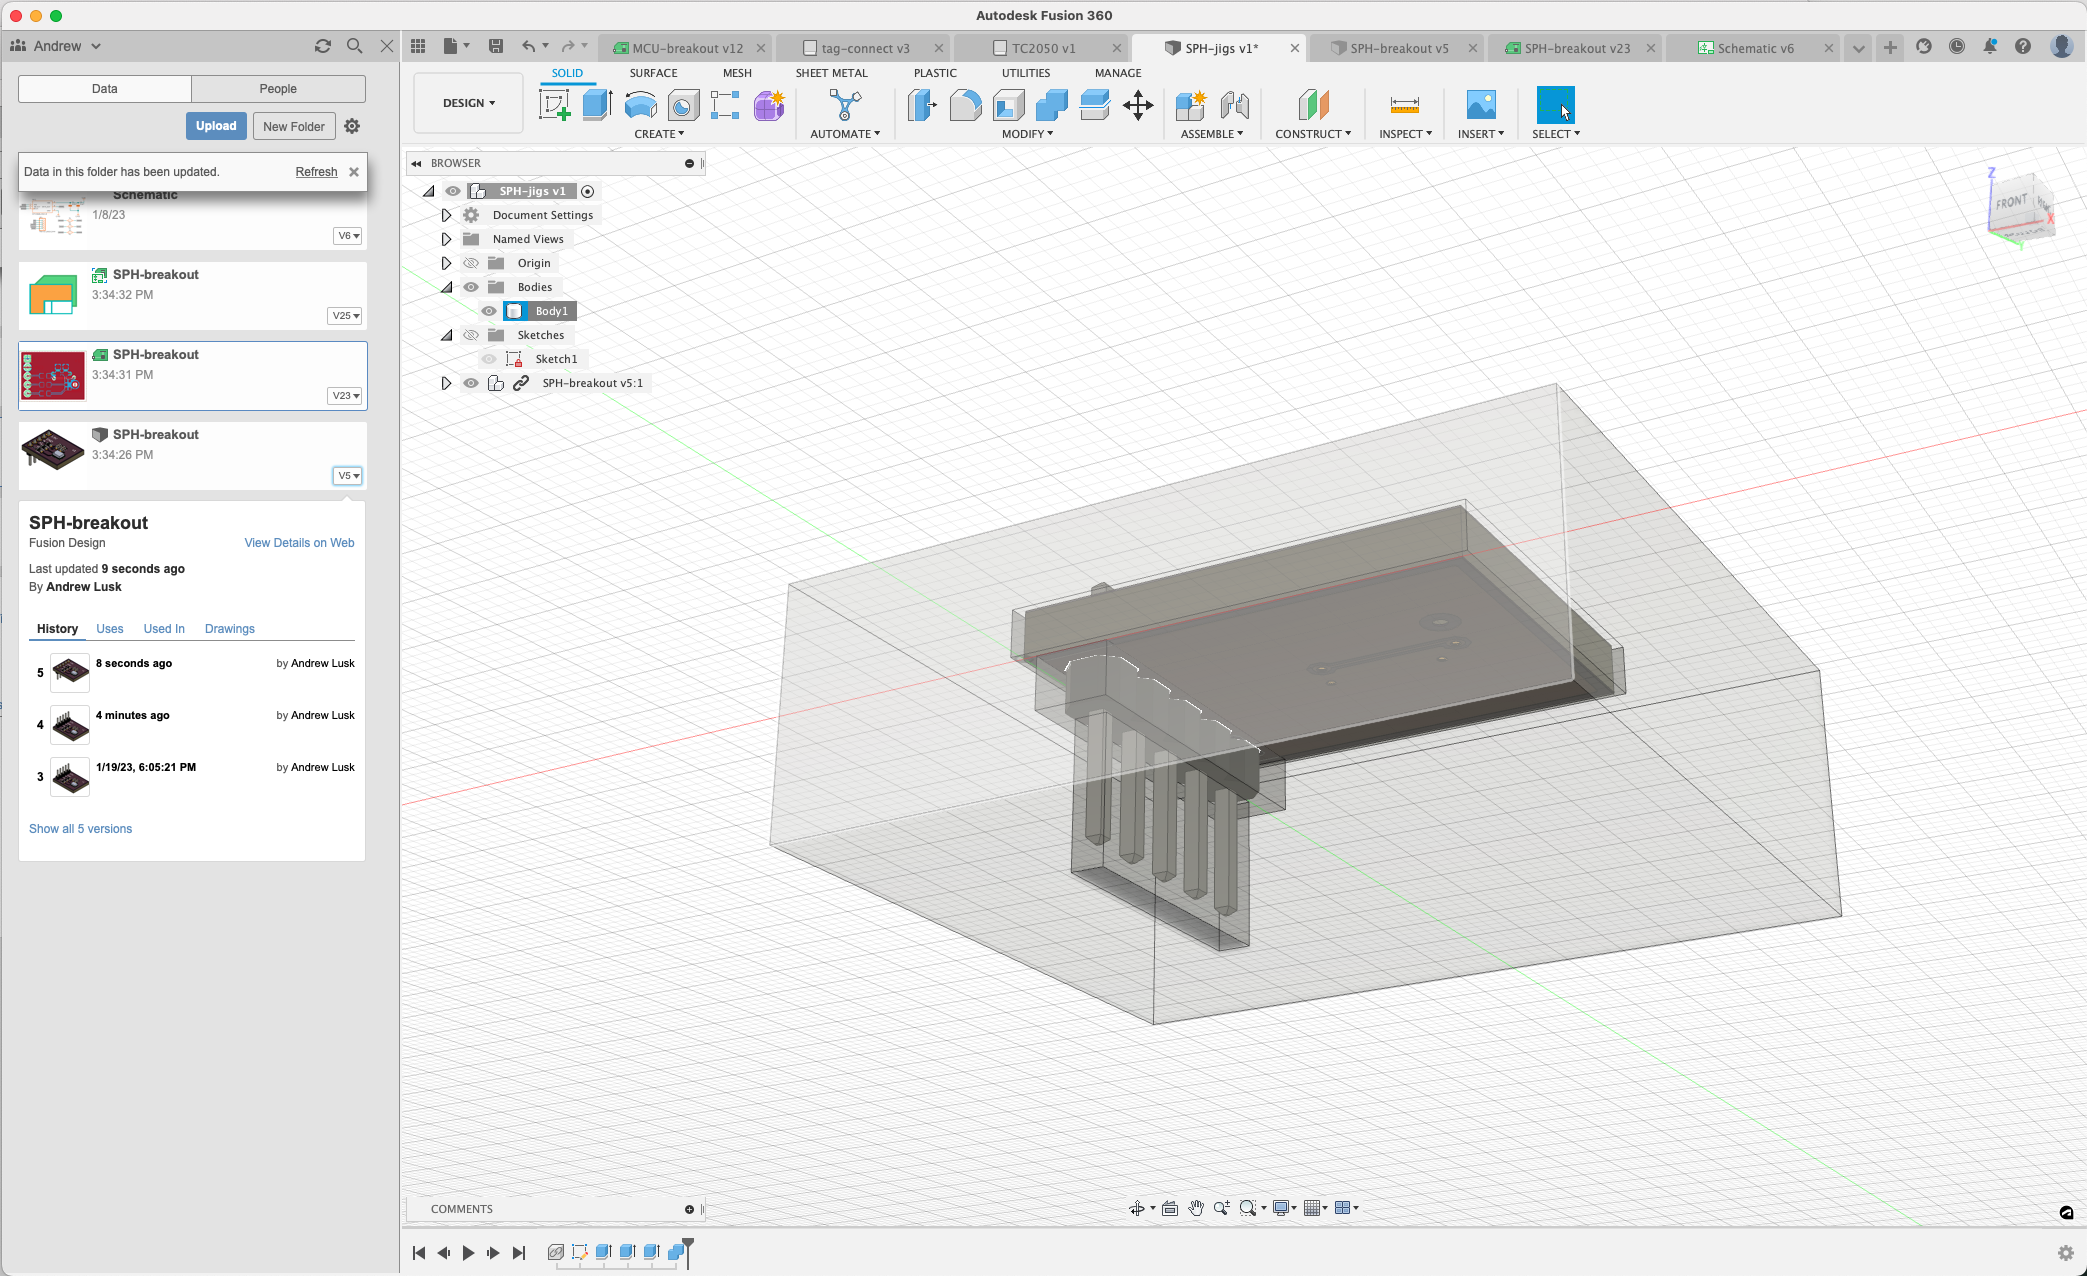 Autodesk Fusion 360
Andrew
MCU-breakout v12
tag-connect v3
TC2050 v1
SPH-jigs v1*
SPH-breakout v5
SPH-breakout v23
Schematic v6
Data
People
Upload
New Folder
Data in this folder has been updated.
Refresh
Schematic
1/8/23
V6
SPH-breakout
3:34:32 PM
V25
SPH-breakout
3:34:31 PM
V23
SPH-breakout
3:34:26 PM
V5
SPH-breakout
Fusion Design
View Details on Web
Last updated 9 seconds ago
By Andrew Lusk
History
Uses
Used In
Drawings
5
8 seconds ago
by Andrew Lusk
4
4 minutes ago
by Andrew Lusk
3
1/19/23, 6:05:21 PM
by Andrew Lusk
Show all 5 versions
DESIGN
SOLID
SURFACE
MESH
SHEET METAL
PLASTIC
UTILITIES
MANAGE
CREATE
AUTOMATE
MODIFY
ASSEMBLE
CONSTRUCT
INSPECT
INSERT
SELECT
BROWSER
SPH-jigs v1
Document Settings
Named Views
Origin
Bodies
Body1
Sketches
Sketch1
SPH-breakout v5:1
Z
FRONT
X
COMMENTS